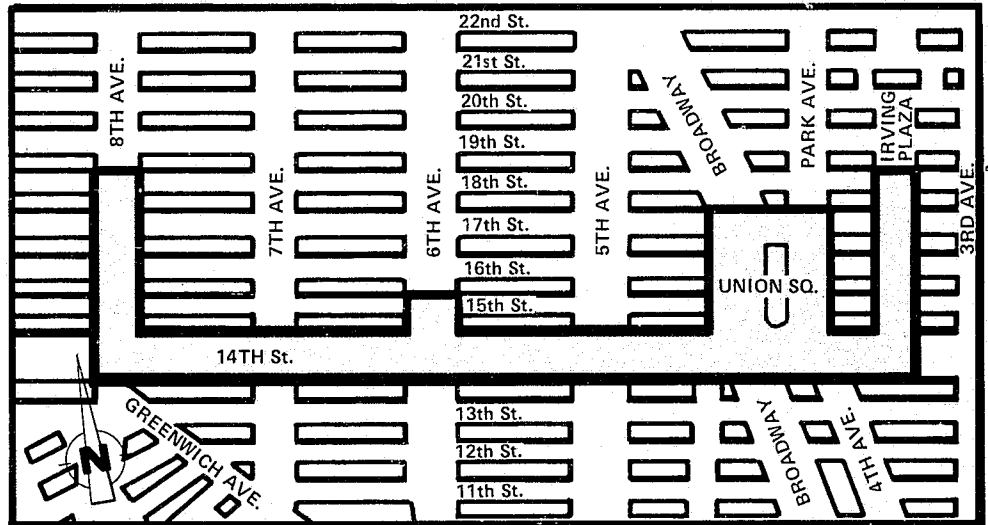 22nd St.
21st St.
20th St.
19th St.
18th St.
17th St.
16th St.
15th St.
8TH AVE.
7TH AVE.
6TH AVE.
5TH AVE.
BROADWAY
PARK AVE.
IRVING
PLAZA
3RD AVE.
UNION SQ.
14TH St.
GREENWICH AVE.
N
13th St.
12th St.
11th St.
BROADWAY
4TH AVE.